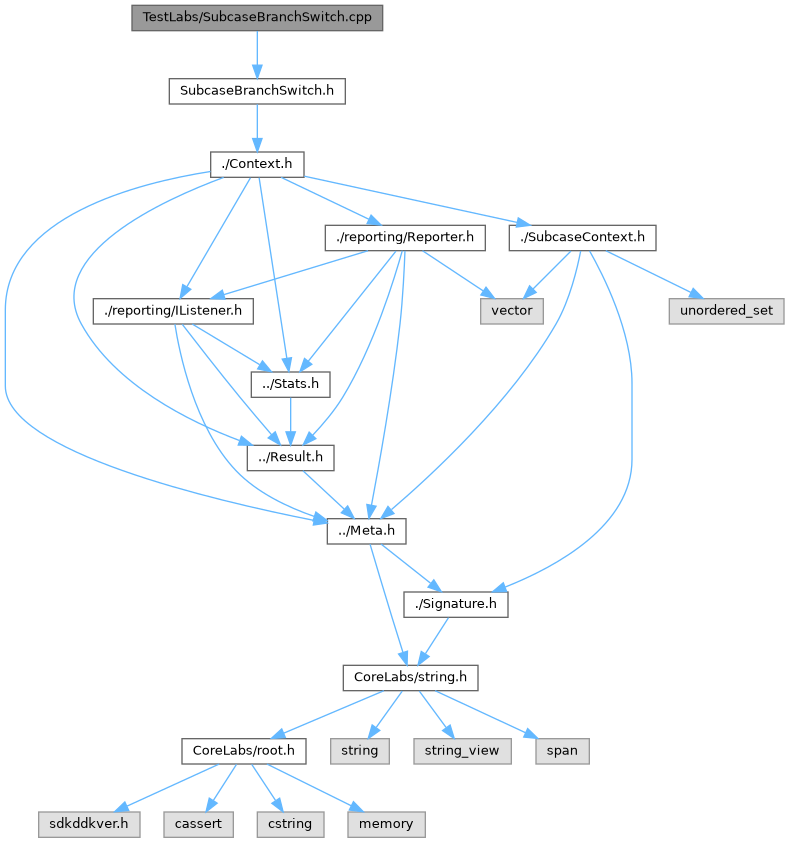 TestLabs/SubcaseBranchSwitch.cpp
SubcaseBranchSwitch.h
./Context.h
./reporting/Reporter.h
./SubcaseContext.h
./reporting/IListener.h
vector
unordered_set
../Stats.h
../Result.h
../Meta.h
./Signature.h
CoreLabs/string.h
CoreLabs/root.h
string
string_view
span
sdkddkver.h
cassert
cstring
memory